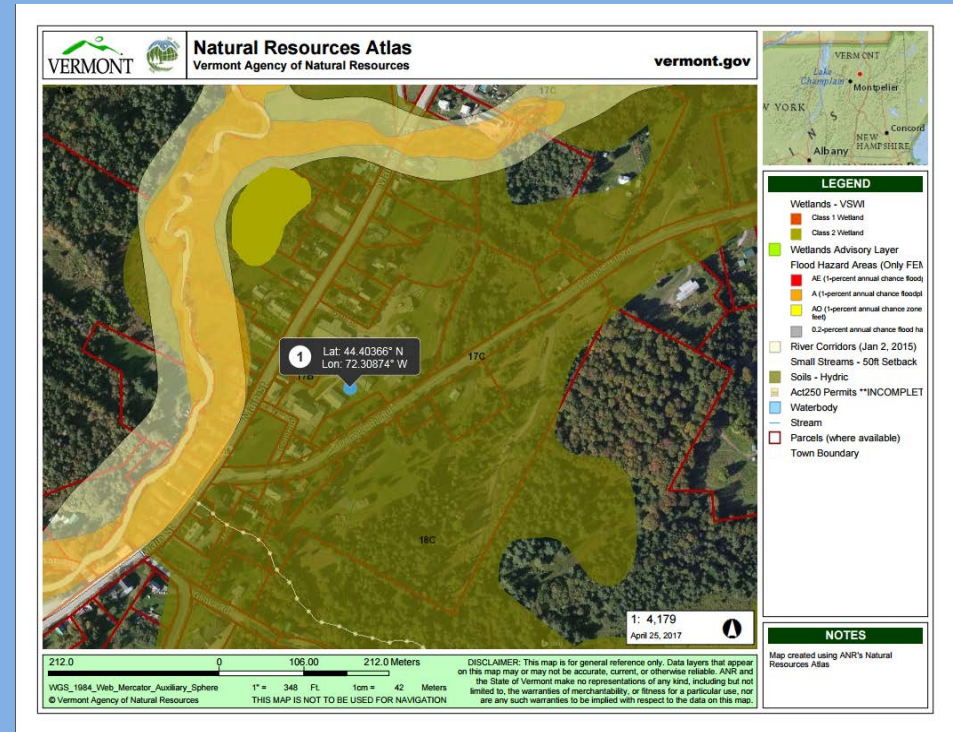 VERMONT
Natural Resources Atlas
Vermont Agency of Natural Resources
vermont.gov
VERMONT
Lake
Champlain
Montpelier
W YORK
Concord
NEW
HAMPSHIRE
Albany
17C
1
Lat: 44.40366° N
Lon: 72.30874° W
17B
17C
18C
1: 4,179
April 25, 2017
LEGEND
Wetlands - VSWI
Class 1 Wetland
Class 2 Wetland
Wetlands Advisory Layer
Flood Hazard Areas (Only FEM
AE (1-percent annual chance floodp
A (1-percent annual chance floodpl
AO (1-percent annual chance zone
feet)
0.2-percent annual chance flood ha
River Corridors (Jan 2, 2015)
Small Streams - 50ft Setback
Soils - Hydric
Act250 Permits **INCOMPLET
Waterbody
Stream
Parcels (where available)
Town Boundary
NOTES
Map created using ANR's Natural
Resources Atlas
212.0 0 106.00 212.0 Meters
WGS_1984_Web_Mercator_Auxiliary_Sphere 1" = 348 Ft. 1cm = 42 Meters
© Vermont Agency of Natural Resources THIS MAP IS NOT TO BE USED FOR NAVIGATION
DISCLAIMER: This map is for general reference only. Data layers that appear
on this map may or may not be accurate, current, or otherwise reliable. ANR and
the State of Vermont make no representations of any kind, including but not
limited to, the warranties of merchantability, or fitness for a particular use, nor
are any such warranties to be implied with respect to the data on this map.